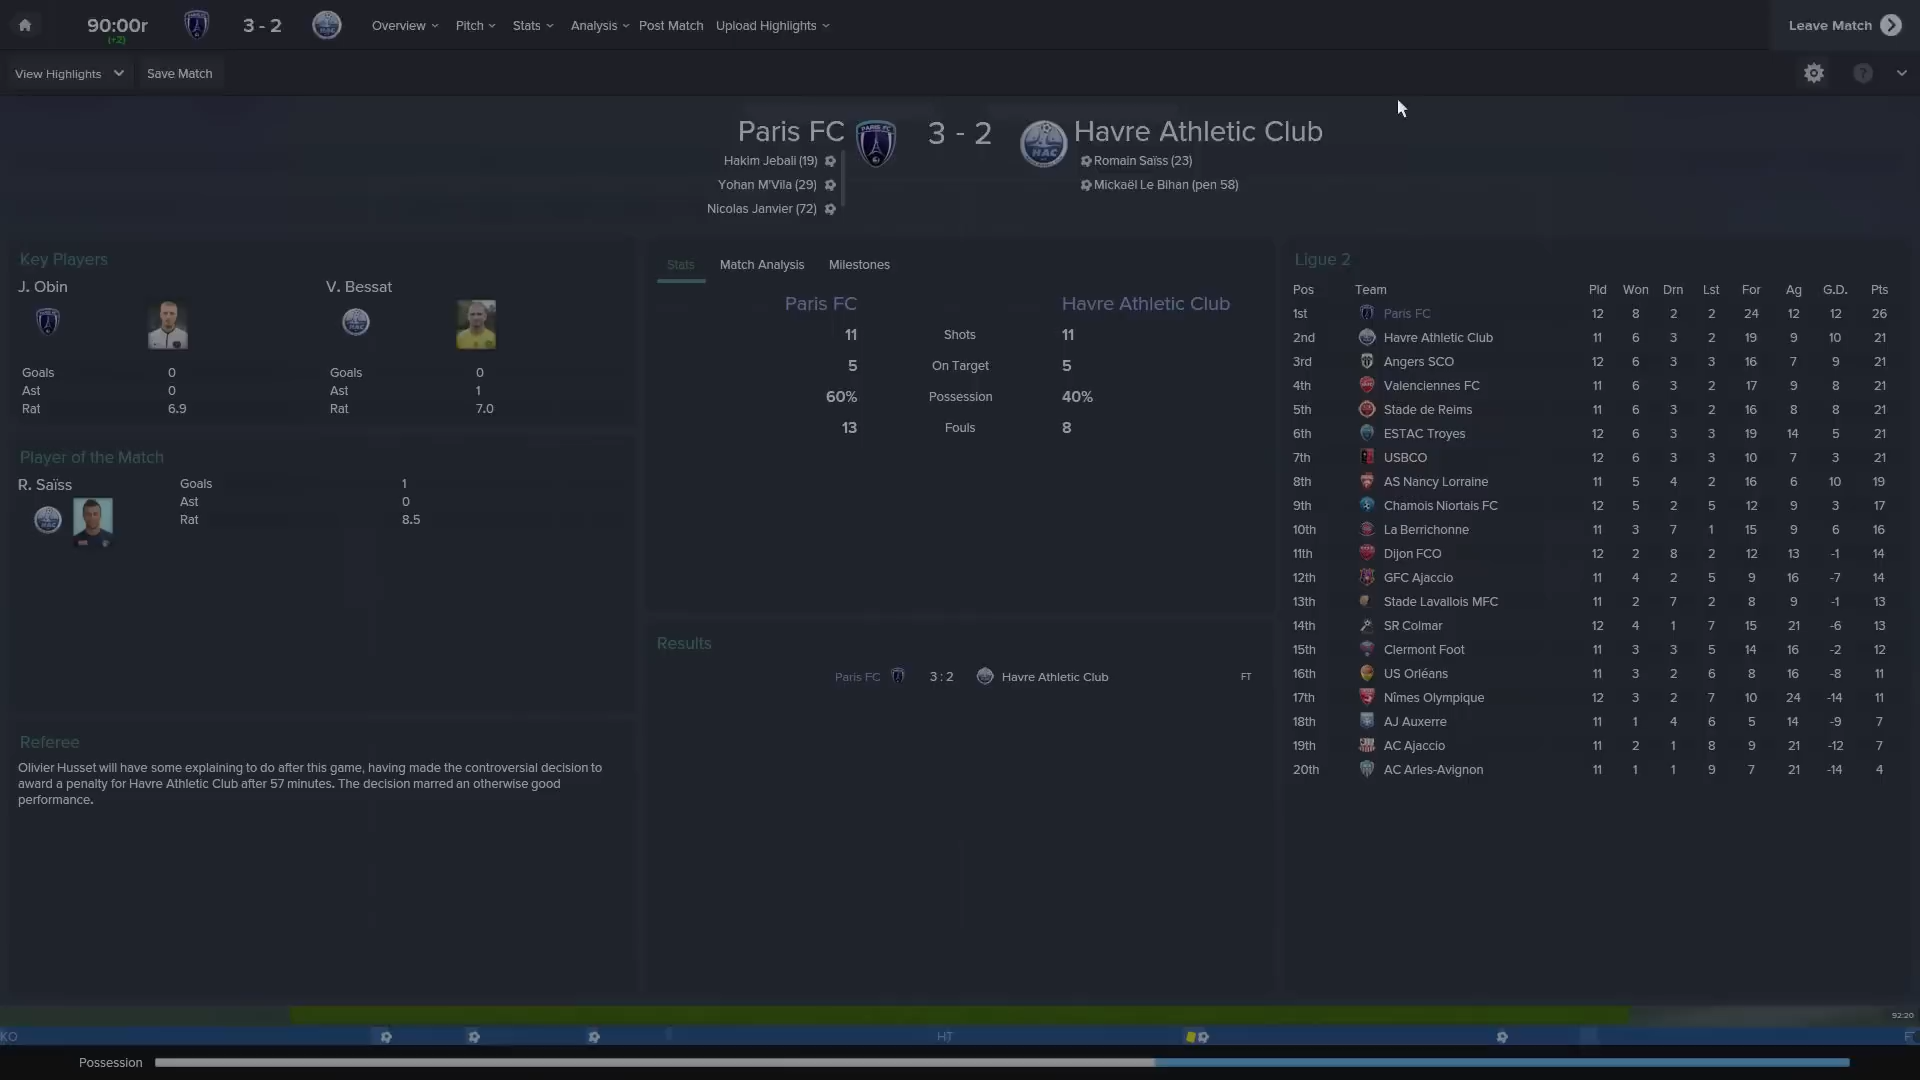 90:00r
(+2)
3 - 2
Overview
Pitch
Stats
Analysis
Post Match
Upload Highlights
Leave Match
View Highlights
Save Match
?
Paris FC 3 - 2 Havre Athletic Club
PARIS FC
HAC
Hakim Jebali (19)
Yohan M'Vila (29)
Nicolas Janvier (72)
Romain Saïss (23)
Mickaël Le Bihan (pen 58)
Key Players
J. Obin
V. Bessat
Goals 0 Goals 0
Ast 0 Ast 1
Rat 6.9 Rat 7.0
Player of the Match
R. Saïss
Goals 1
Ast 0
Rat 8.5
Referee
Olivier Husset will have some explaining to do after this game, having made the controversial decision to
award a penalty for Havre Athletic Club after 57 minutes. The decision marred an otherwise good
performance.
Stats Match Analysis Milestones
Paris FC Havre Athletic Club
11 Shots 11
5 On Target 5
60% Possession 40%
13 Fouls 8
Results
Paris FC 3 : 2 Havre Athletic Club FT
Ligue 2
Pos Team Pld Won Drn Lst For Ag G.D. Pts
1st Paris FC 12 8 2 2 24 12 12 26
2nd Havre Athletic Club 11 6 3 2 19 9 10 21
3rd Angers SCO 12 6 3 3 16 7 9 21
4th Valenciennes FC 11 6 3 2 17 9 8 21
5th Stade de Reims 11 6 3 2 16 8 8 21
6th ESTAC Troyes 12 6 3 3 19 14 5 21
7th USBCO 12 6 3 3 10 7 3 21
8th AS Nancy Lorraine 11 5 4 2 16 6 10 19
9th Chamois Niortais FC 12 5 2 5 12 9 3 17
10th La Berrichonne 11 3 7 1 15 9 6 16
11th Dijon FCO 12 2 8 2 12 13 -1 14
12th GFC Ajaccio 11 4 2 5 9 16 -7 14
13th Stade Lavallois MFC 11 2 7 2 8 9 -1 13
14th SR Colmar 12 4 1 7 15 21 -6 13
15th Clermont Foot 11 3 3 5 14 16 -2 12
16th US Orléans 11 3 2 6 8 16 -8 11
17th Nîmes Olympique 12 3 2 7 10 24 -14 11
18th AJ Auxerre 11 1 4 6 5 14 -9 7
19th AC Ajaccio 11 2 1 8 9 21 -12 7
20th AC Arles-Avignon 11 1 1 9 7 21 -14 4
92:20
KO HT
Possession